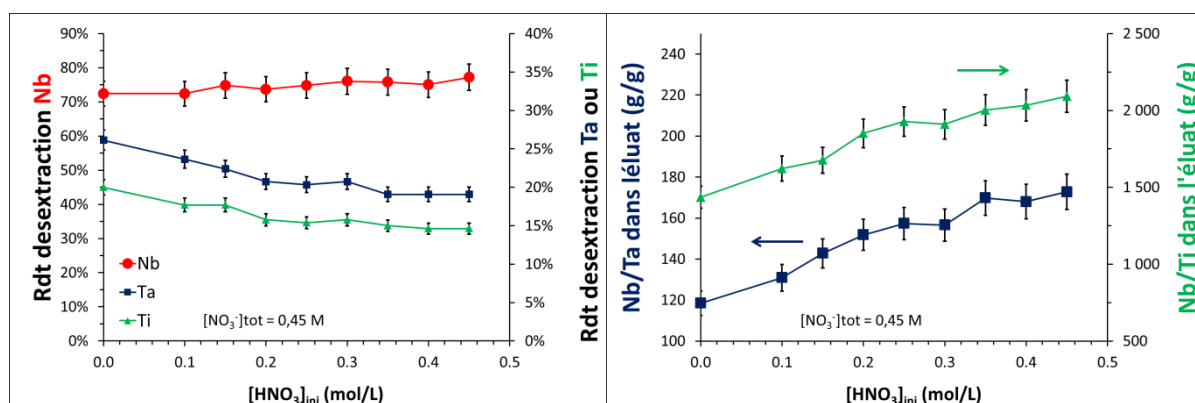 Rdt desextraction Nb
90%
80%
70%
60%
50%
40%
30%
20%
10%
0%
Nb
Ta
Ti
[NO3-]tot = 0,45 M
0.0 0.1 0.2 0.3 0.4 0.5
[HNO3]ini (mol/L)
40%
35%
30%
25%
20%
15%
10%
5%
0%
Rdt desextraction Ta ou Ti
Nb/Ta dans léluat (g/g)
240
220
200
180
160
140
120
100
[NO3-]tot = 0,45 M
0.0 0.1 0.2 0.3 0.4 0.5
[HNO3]ini (mol/L)
2 500
2 000
1 500
1 000
500
Nb/Ti dans l'éluat (g/g)